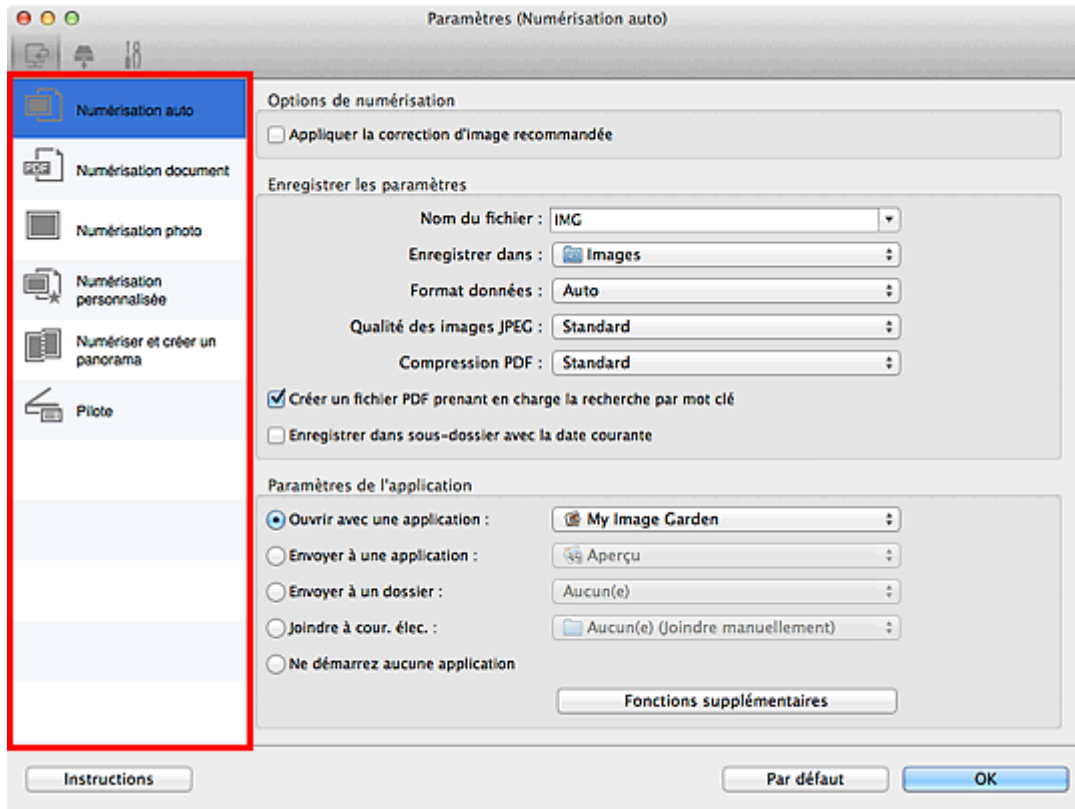 Paramètres (Numérisation auto)
Numérisation auto
Numérisation document
Numérisation photo
Numérisation
personnalisée
Numériser et créer un
panorama
Pilote
Options de numérisation
Appliquer la correction d'image recommandée
Enregistrer les paramètres
Nom du fichier : IMG
Enregistrer dans : Images
Format données : Auto
Qualité des images JPEG : Standard
Compression PDF : Standard
Créer un fichier PDF prenant en charge la recherche par mot clé
Enregistrer dans sous-dossier avec la date courante
Paramètres de l'application
Ouvrir avec une application : My Image Garden
Envoyer à une application : Aperçu
Envoyer à un dossier : Aucun(e)
Joindre à cour. élec. : Aucun(e) (Joindre manuellement)
Ne démarrez aucune application
Fonctions supplémentaires
Instructions
Par défaut
OK